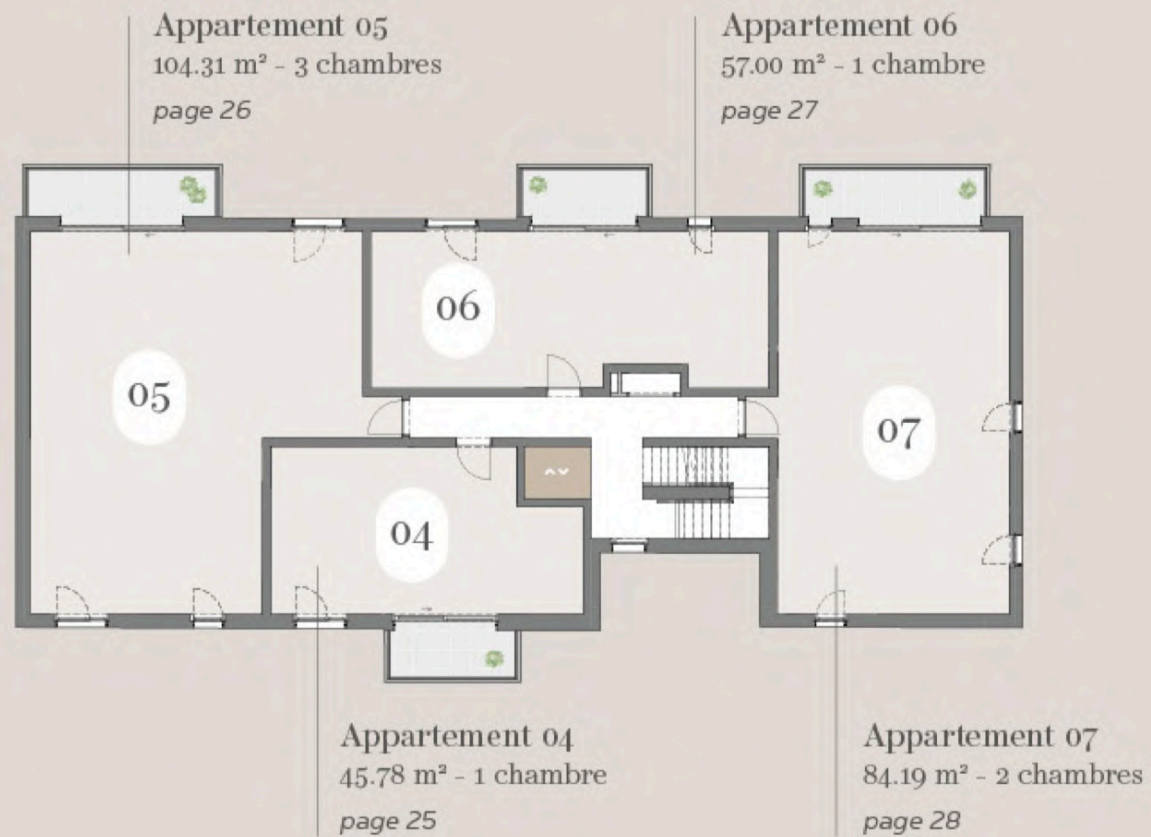 Appartement 05
104.31 m² - 3 chambres
page 26
Appartement 06
57.00 m² - 1 chambre
page 27
06
05
07
04
Appartement 04
45.78 m² - 1 chambre
page 25
Appartement 07
84.19 m² - 2 chambres
page 28